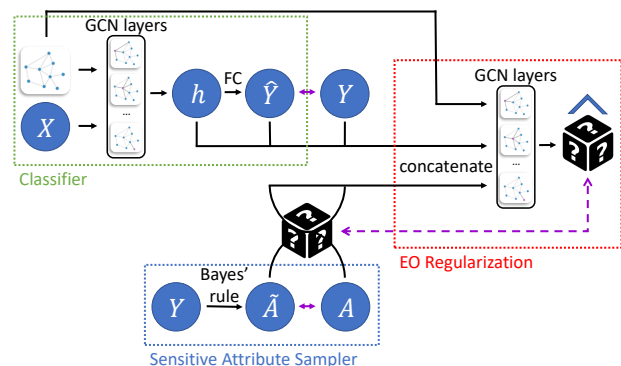 GCN layers
X
...
h
FC
Ŷ
Y
Classifier
GCN layers
...
concatenate
? ? ?
EO Regularization
? ? ?
Y
Bayes'
rule
Ã
A
Sensitive Attribute Sampler